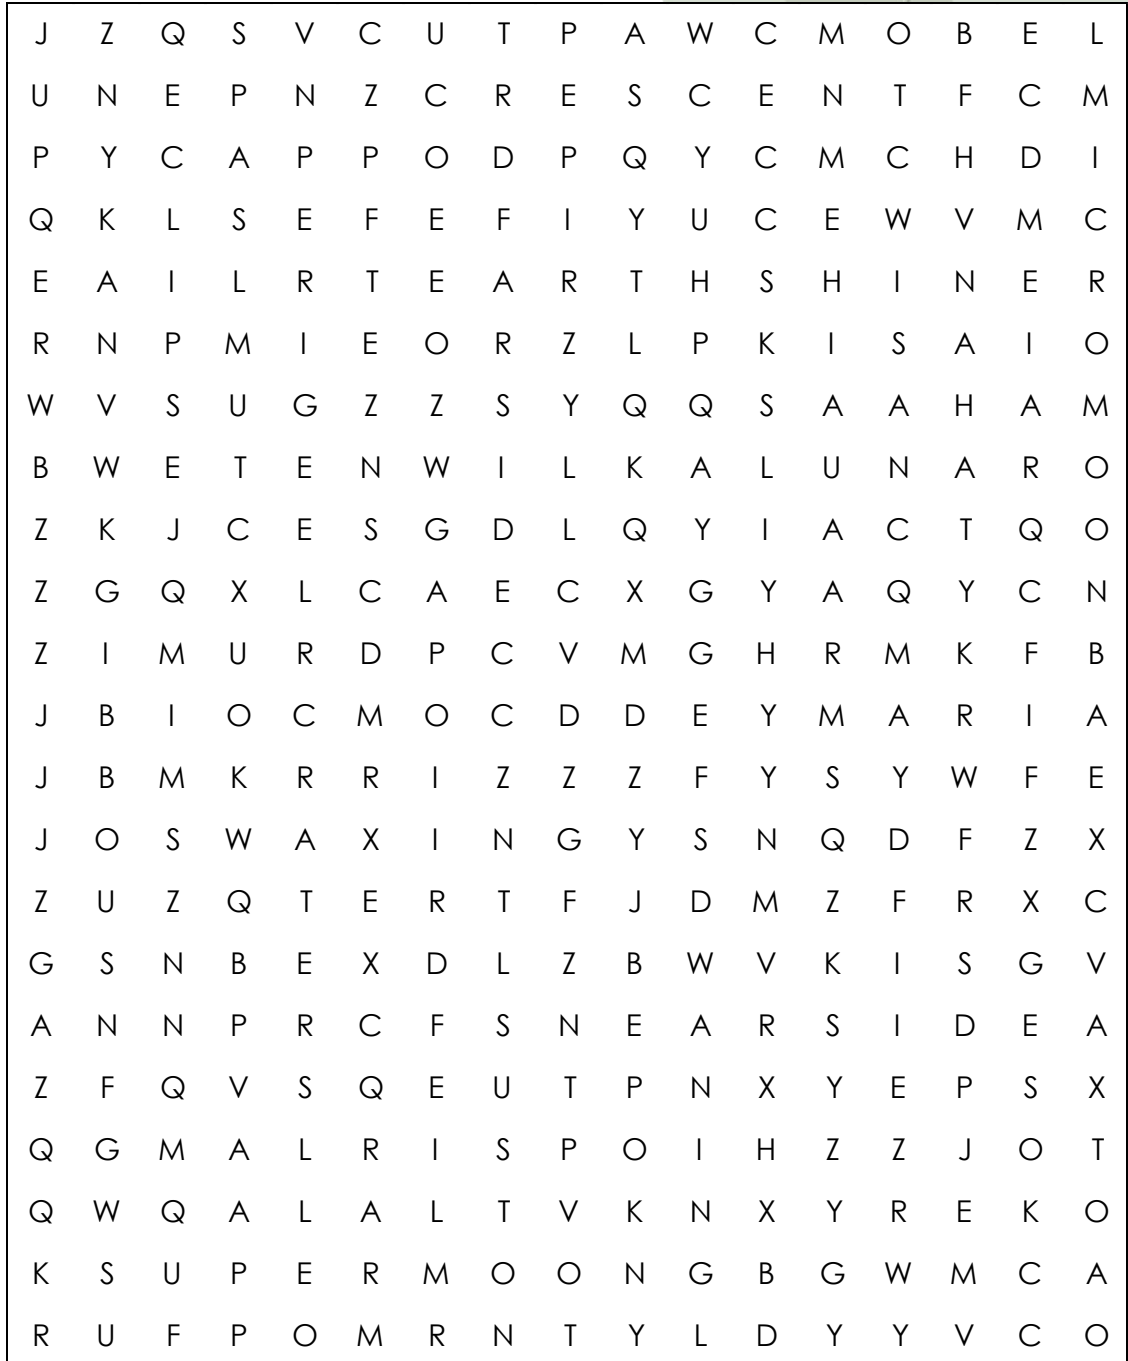 J Z Q S V C U T P A W C M O B E L
U N E P N Z C R E S C E N T F C M
P Y C A P P O D P Q Y C M C H D I
Q K L S E F E F I Y U C E W V M C
E A I L R T E A R T H S H I N E R
R N P M I E O R Z L P K I S A I O
W V S U G Z Z S Y Q Q S A A H A M
B W E T E N W I L K A L U N A R O
Z K J C E S G D L Q Y I A C T Q O
Z G Q X L C A E C X G Y A Q Y C N
Z I M U R D P C V M G H R M K F B
J B I O C M O C D D E Y M A R I A
J B M K R R I Z Z Z F Y S Y W F E
J O S W A X I N G Y S N Q D F Z X
Z U Z Q T E R T F J D M Z F R X C
G S N B E X D L Z B W V K I S G V
A N N P R C F S N E A R S I D E A
Z F Q V S Q E U T P N X Y E P S X
Q G M A L R I S P O I H Z Z J O T
Q W Q A L A L T V K N X Y R E K O
K S U P E R M O O N G B G W M C A
R U F P O M R N T Y L D Y Y V C O